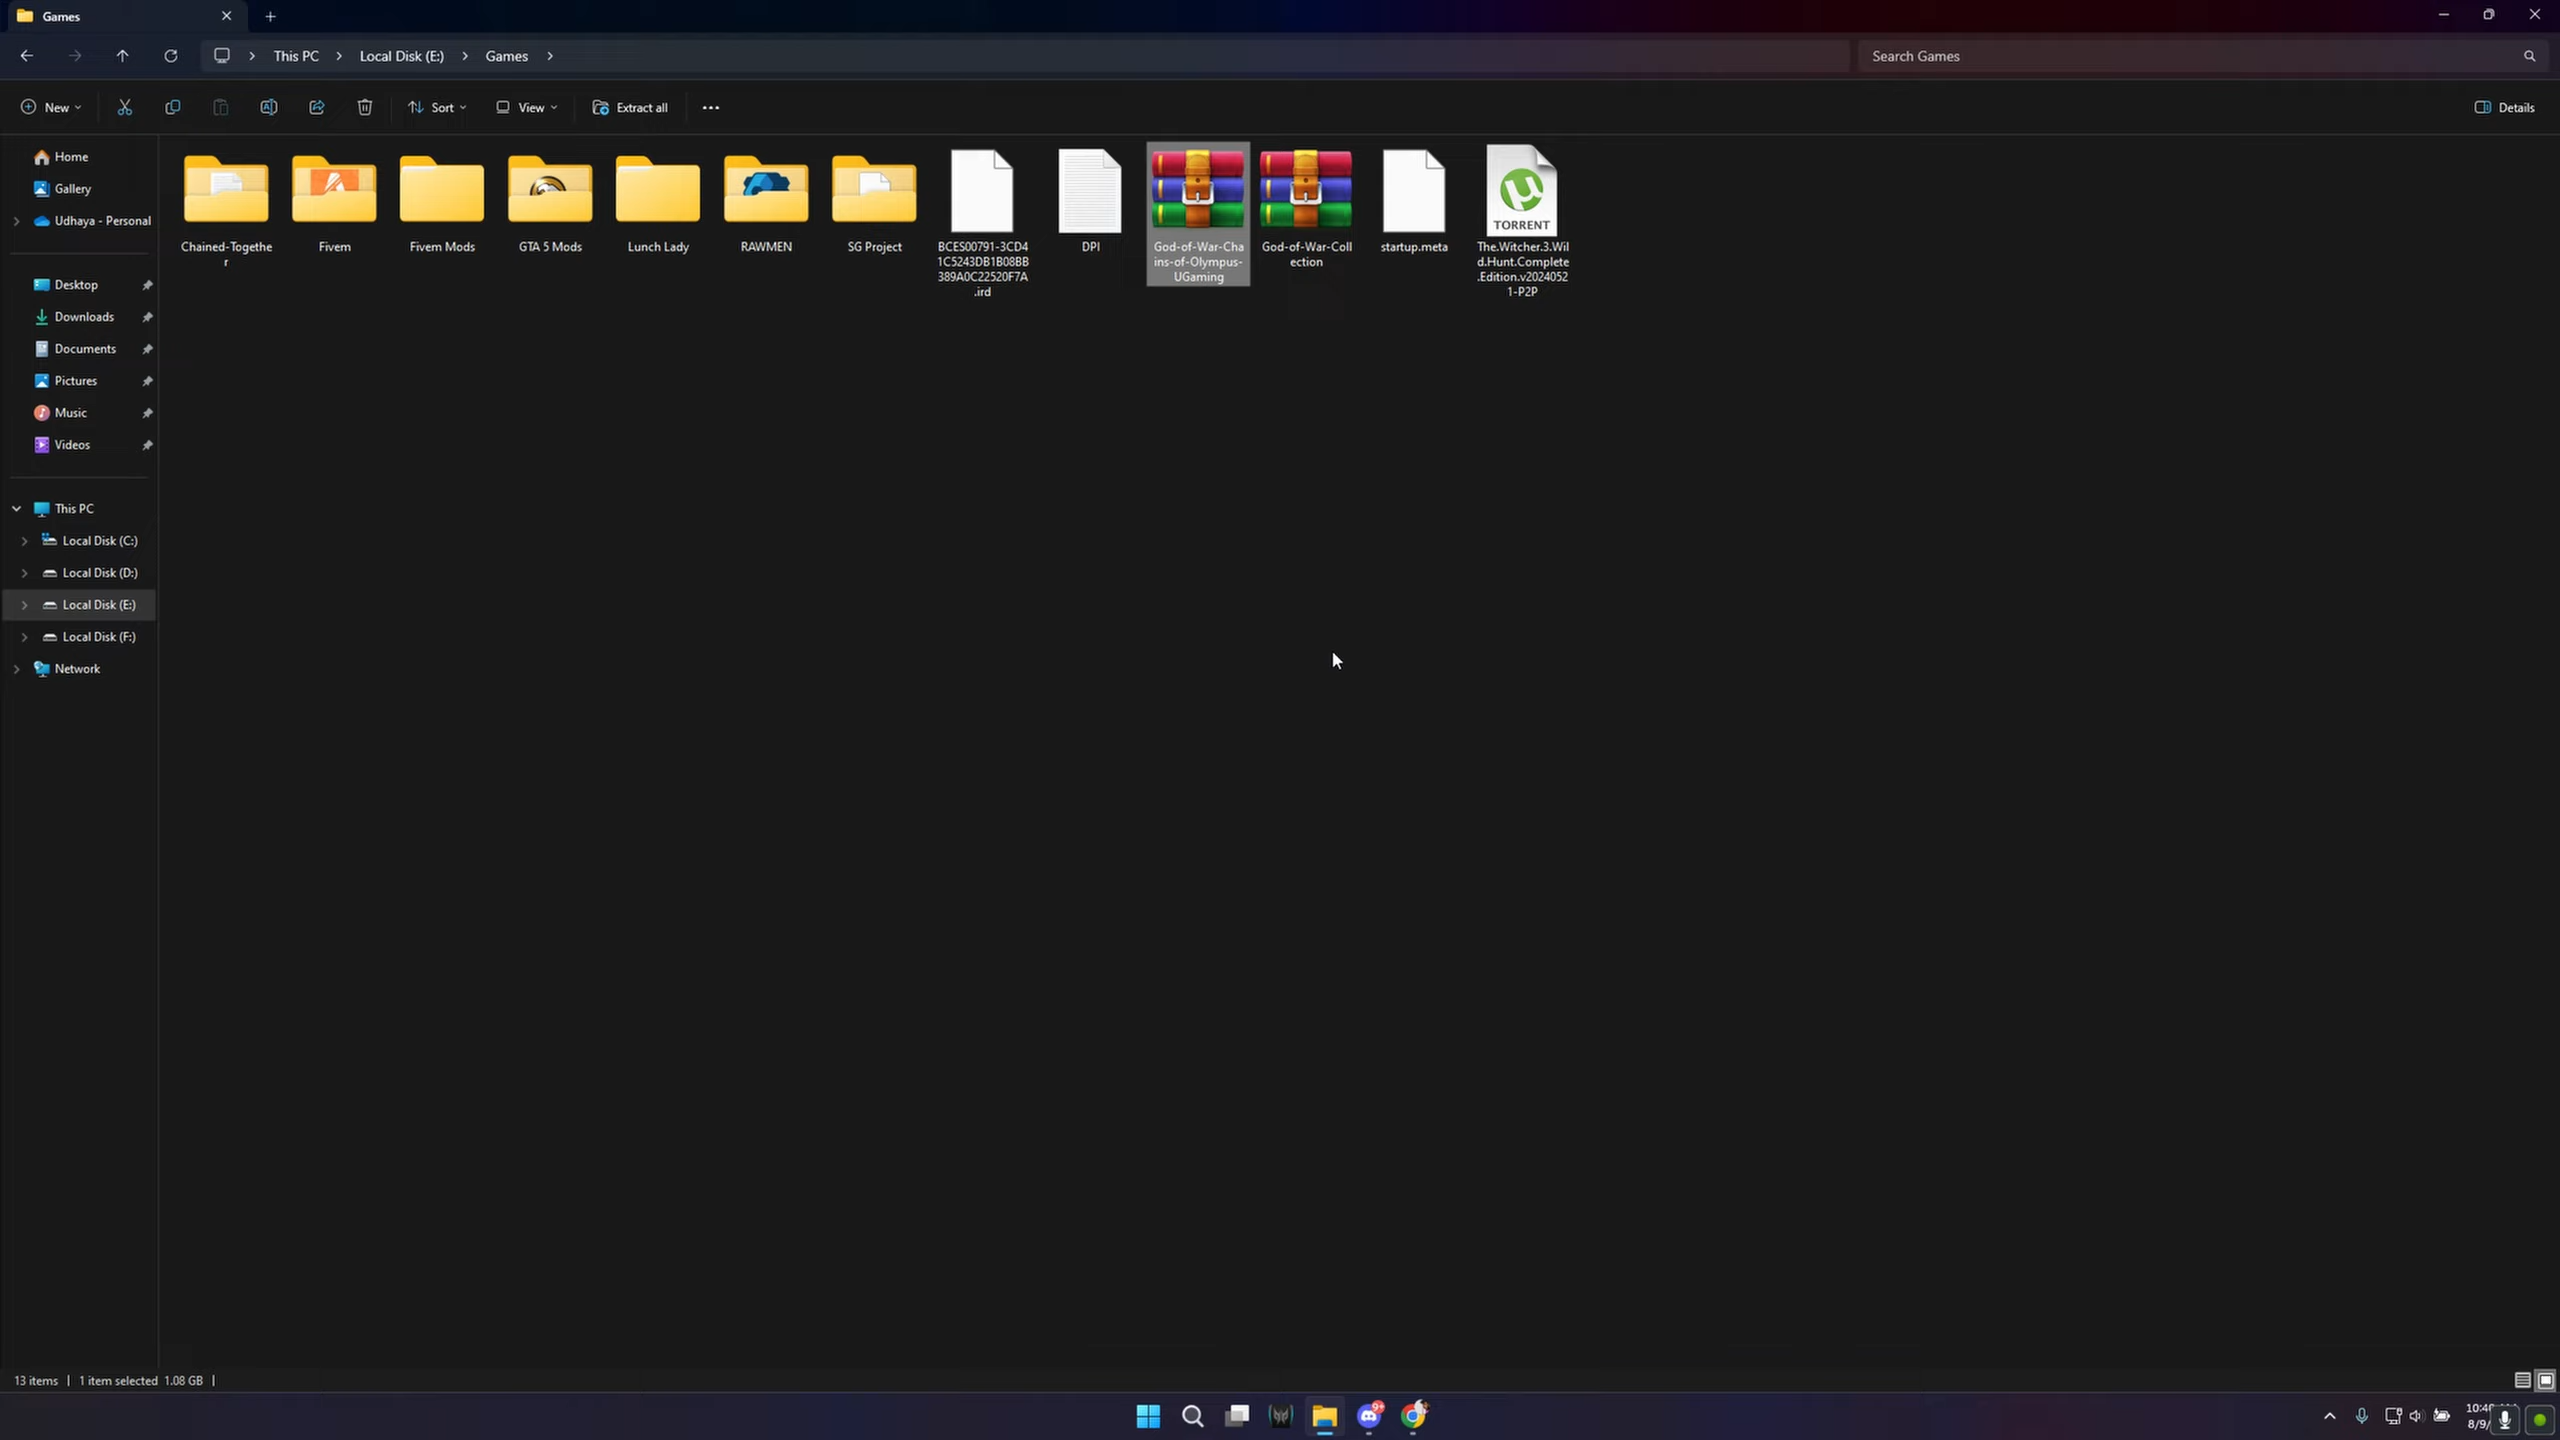 Games
This PC
Local Disk (E:)
Games
Search Games
New
Sort
View
Extract all
Details
Home
Gallery
Udhaya - Personal
Desktop
Downloads
Documents
Pictures
Music
Videos
This PC
Local Disk (C:)
Local Disk (D:)
Local Disk (E:)
Local Disk (F:)
Network
Chained-Togethe
r
Fivem
Fivem Mods
GTA 5 Mods
Lunch Lady
RAWMEN
SG Project
BCES00791-3CD4
1C5243DB1B08BB
389A0C22520F7A
.ird
DPI
God-of-War-Cha
ins-of-Olympus-
UGaming
God-of-War-Coll
ection
startup.meta
TORRENT
The.Witcher.3.Wil
d.Hunt.Complete
.Edition.v2024052
1-P2P
13 items
1 item selected 1.08 GB
9+
8/9/